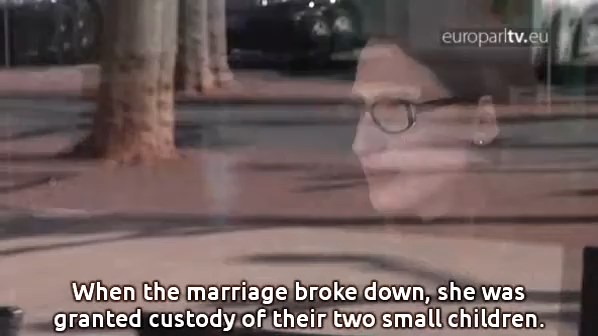 europarltv.eu
When the marriage broke down, she was
granted custody of their two small children.